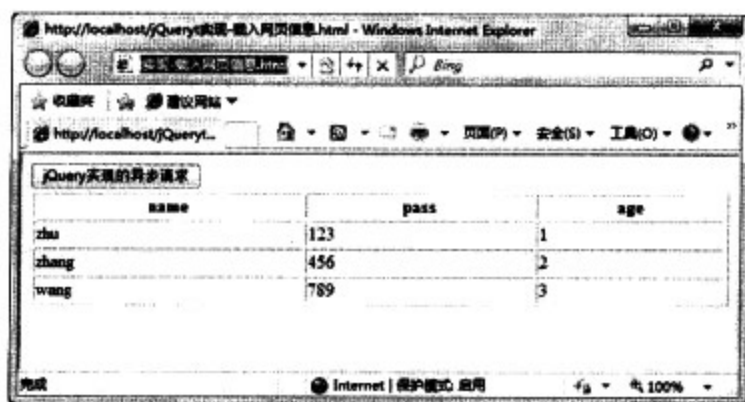 http://localhost/jQueryt实现-载入网页信息.html - Windows Internet Explorer
Bing
收藏夹 建议网站 ▼
http://localhost/jQueryt... 页面(P) ▼ 安全(S) ▼ 工具(O) ▼ »
jQuery实现的异步请求
name pass age
zhu 123 1
zhang 456 2
wang 789 3
完成 Internet | 保护模式: 启用 100% ▼